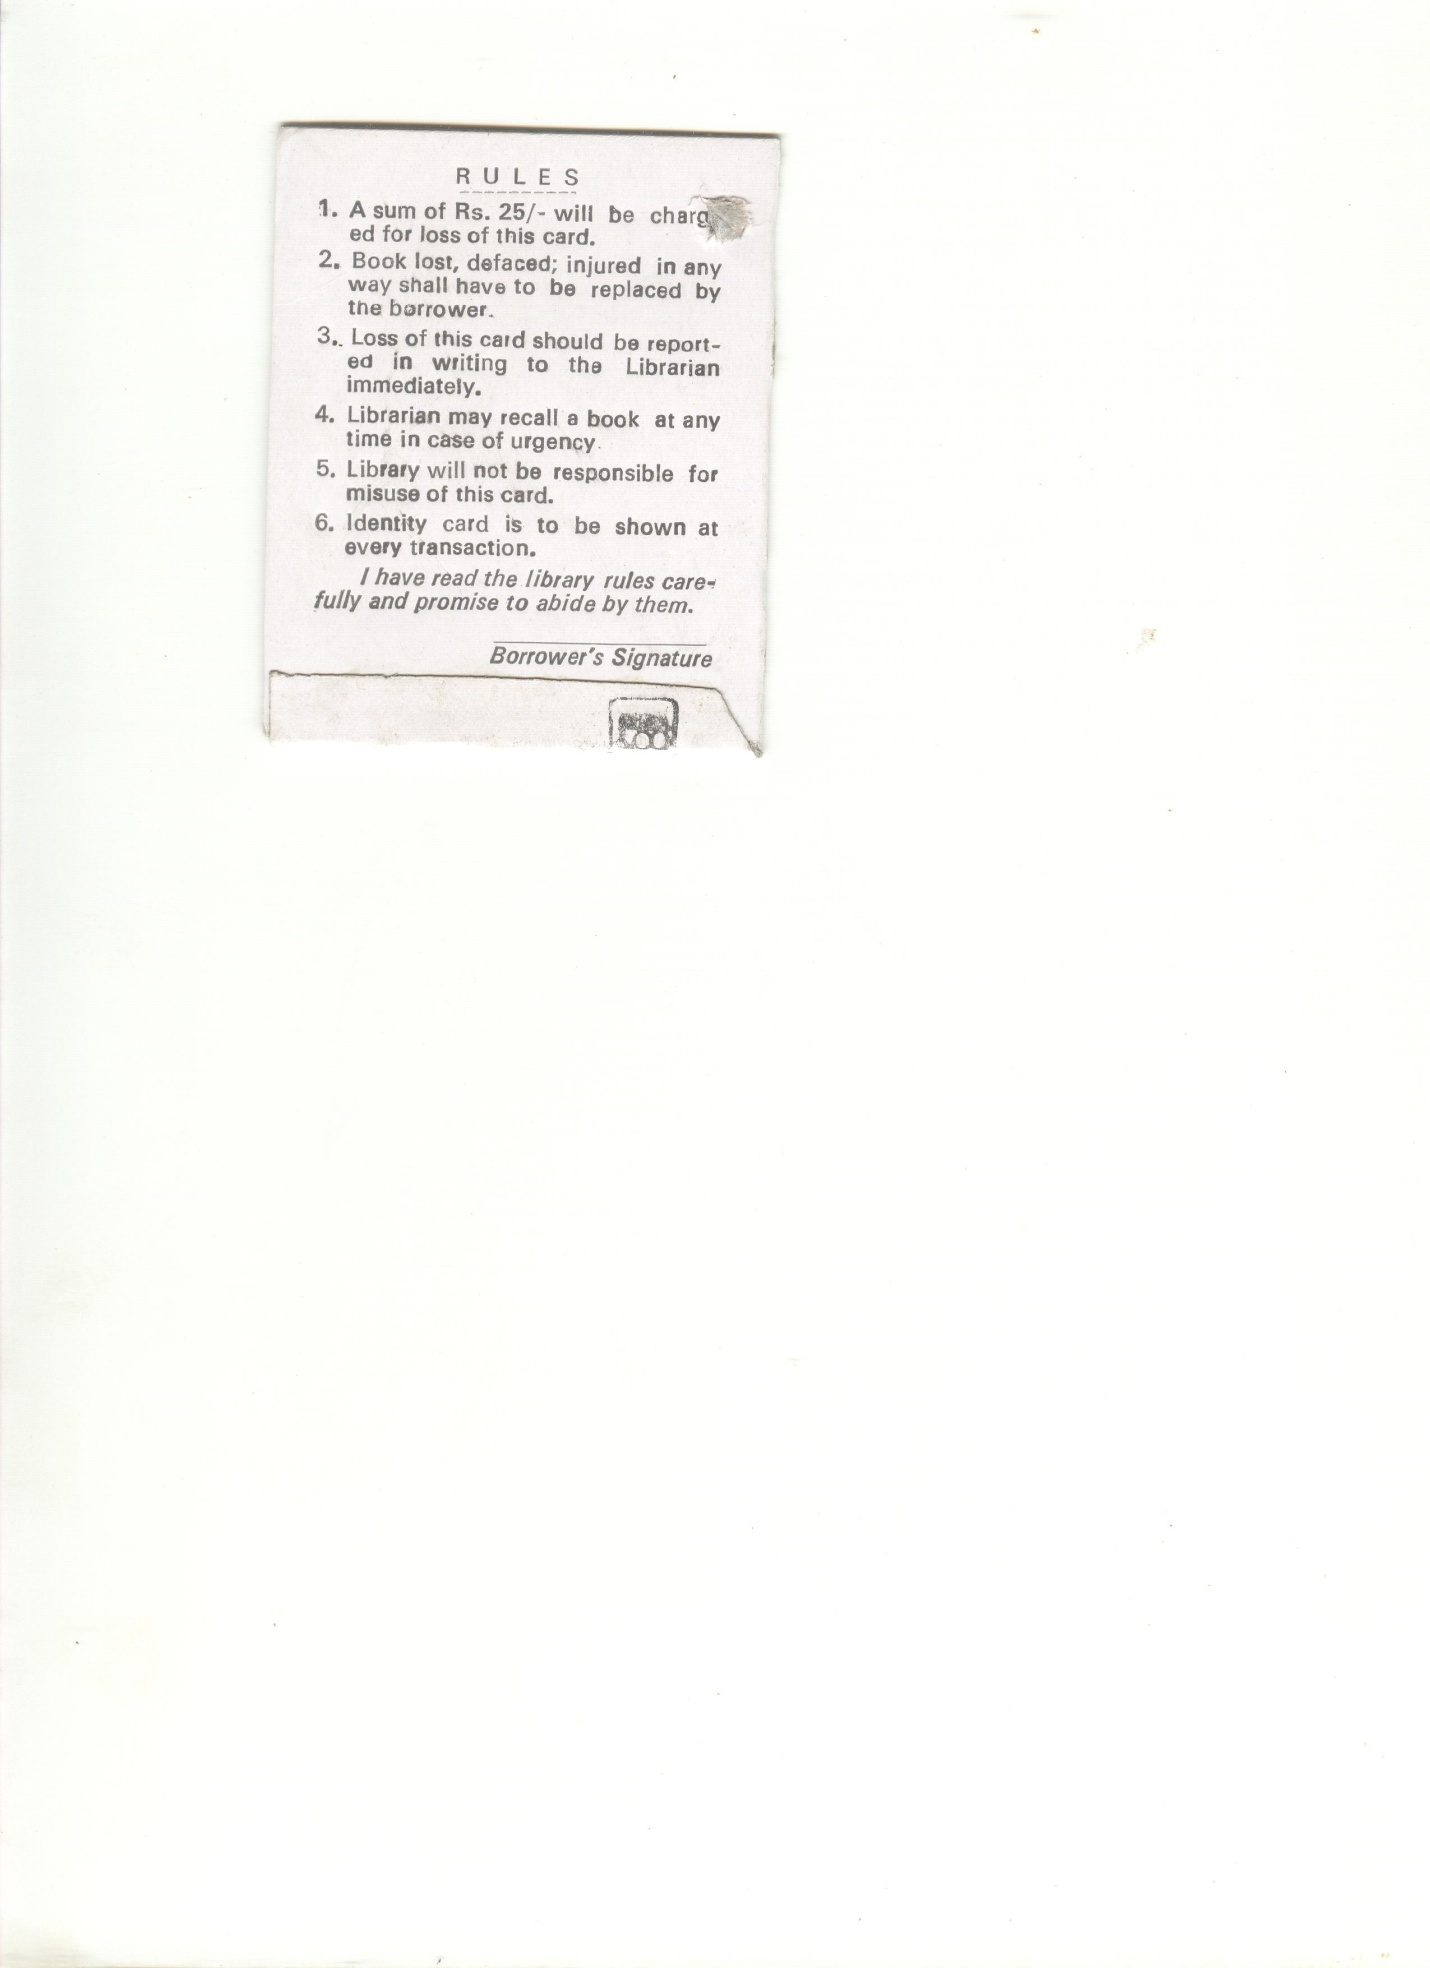 RULES
1. A sum of Rs. 25/- will be charg
ed for loss of this card.
2. Book lost, defaced; injured in any
way shall have to be replaced by
the borrower.
3. Loss of this card should be report-
ed in writing to the Librarian
immediately.
4. Librarian may recall a book at any
time in case of urgency.
5. Library will not be responsible for
misuse of this card.
6. Identity card is to be shown at
every transaction.
I have read the library rules care-
fully and promise to abide by them.
Borrower's Signature